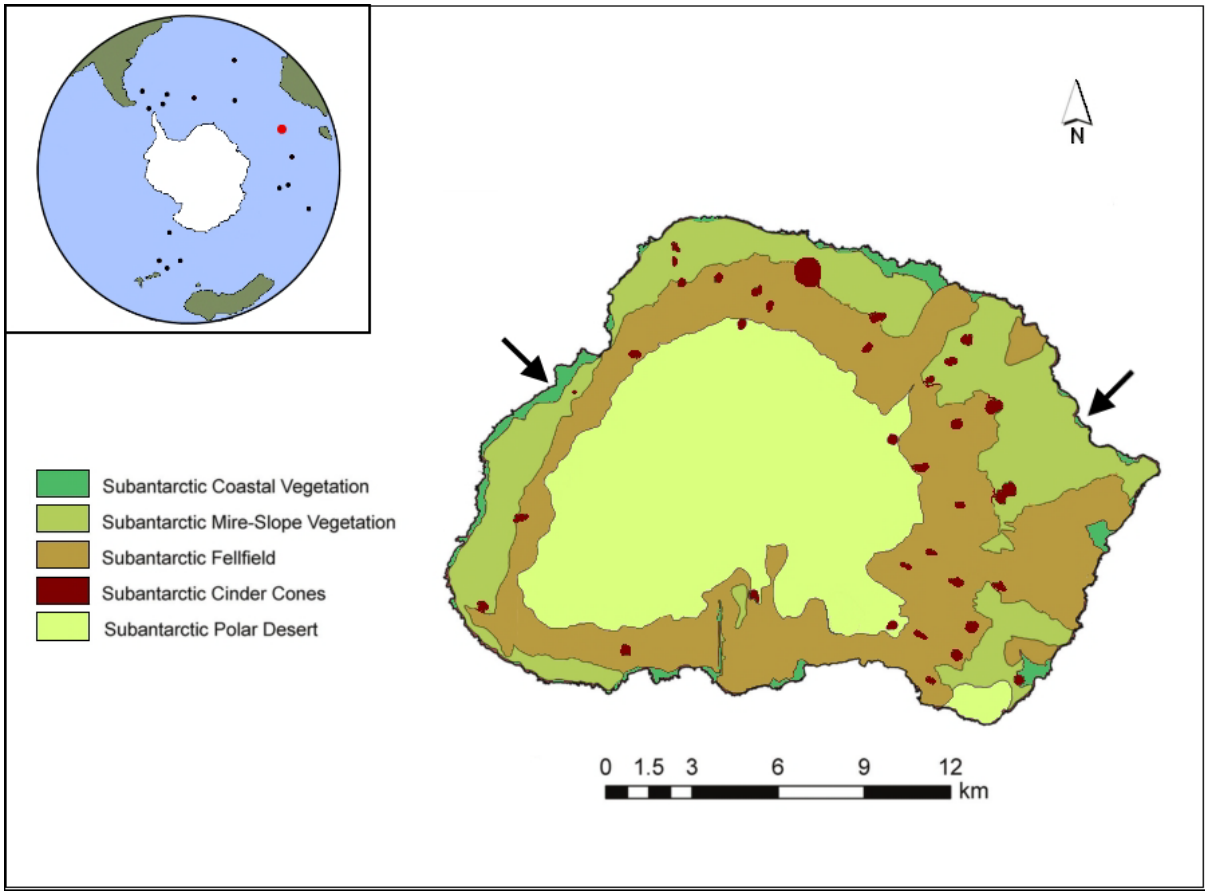 N
Subantarctic Coastal Vegetation
Subantarctic Mire-Slope Vegetation
Subantarctic Fellfield
Subantarctic Cinder Cones
Subantarctic Polar Desert
0 1.5 3 6 9 12
km